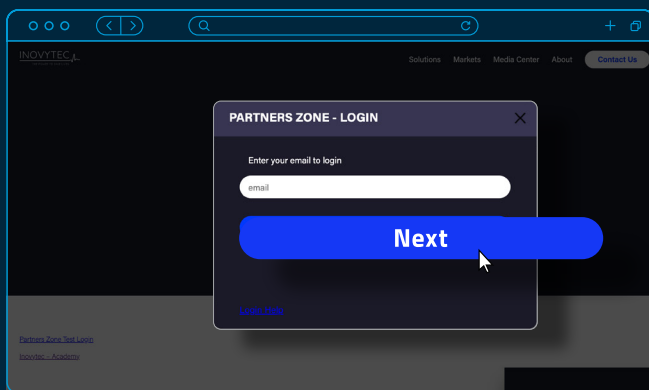 INOVYTEC
Solutions Markets Media Center About Contact Us
PARTNERS ZONE - LOGIN
Enter your email to login
email
Next
Partners Zone Test Login
Inovytec – Academy